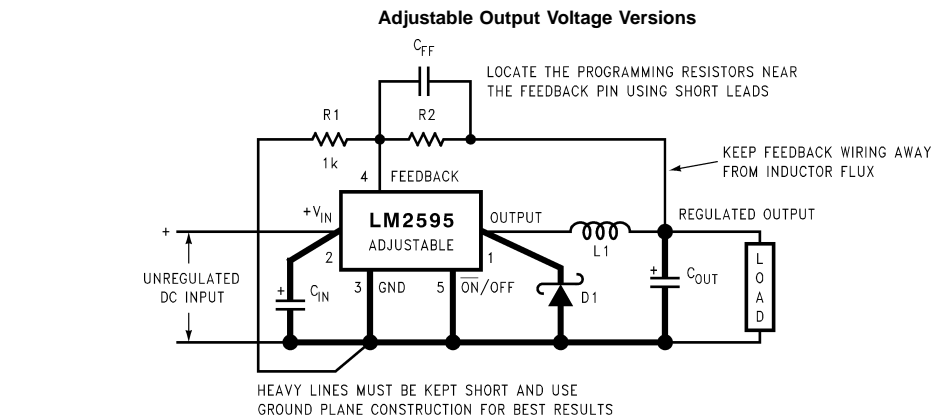 Adjustable Output Voltage Versions
CFF
LOCATE THE PROGRAMMING RESISTORS NEAR
THE FEEDBACK PIN USING SHORT LEADS
R1
R2
1k
KEEP FEEDBACK WIRING AWAY
FROM INDUCTOR FLUX
4 FEEDBACK
+VIN
LM2595
ADJUSTABLE
OUTPUT
REGULATED OUTPUT
+
2
1
L1
UNREGULATED
DC INPUT
+
CIN
3 GND
5 ON/OFF
D1
+
COUT
LOAD
HEAVY LINES MUST BE KEPT SHORT AND USE
GROUND PLANE CONSTRUCTION FOR BEST RESULTS